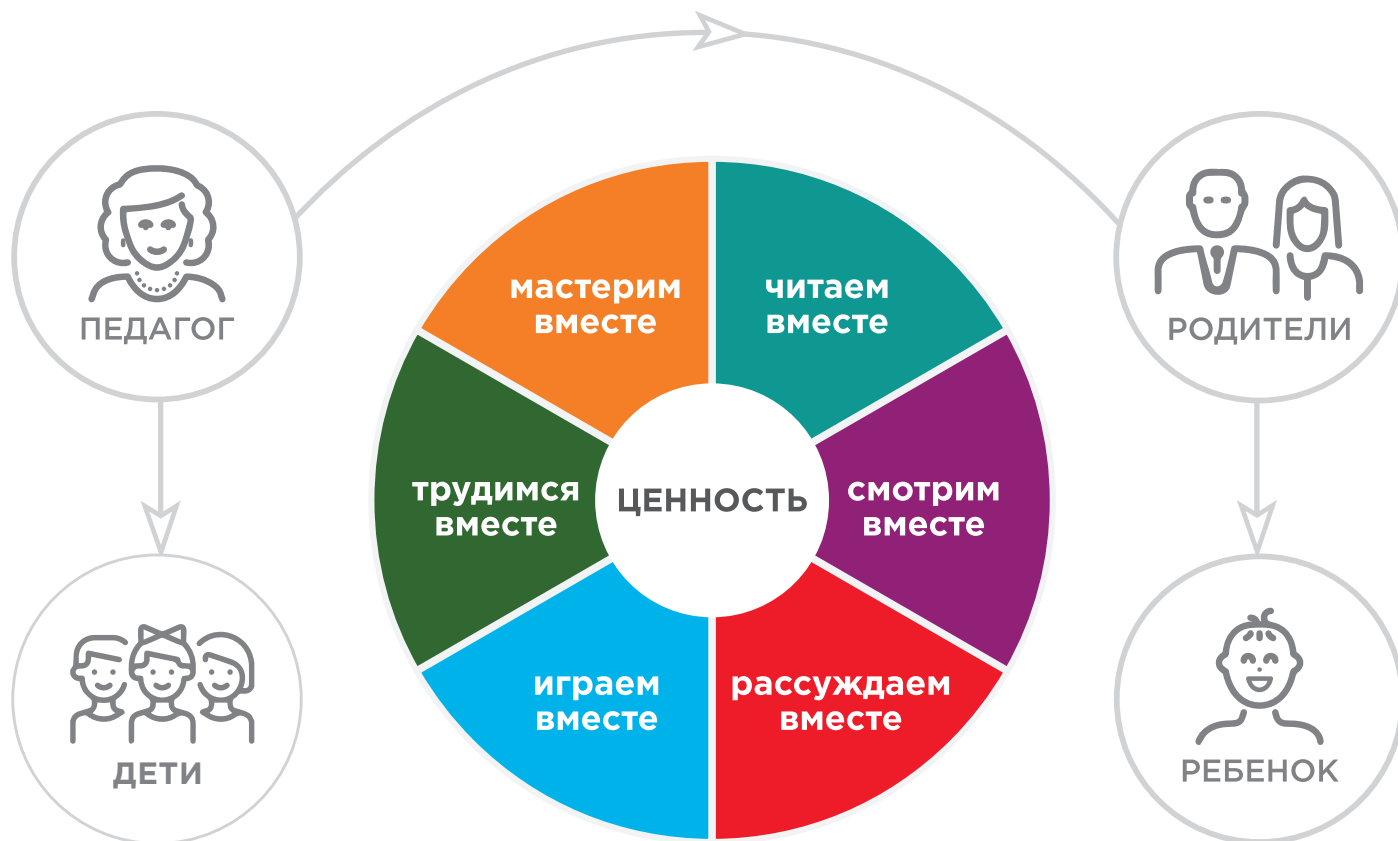 ПЕДАГОГ
РОДИТЕЛИ
мастерим
вместе
читаем
вместе
трудимся
вместе
ЦЕННОСТЬ
смотрим
вместе
играем
вместе
рассуждаем
вместе
ДЕТИ
РЕБЕНОК